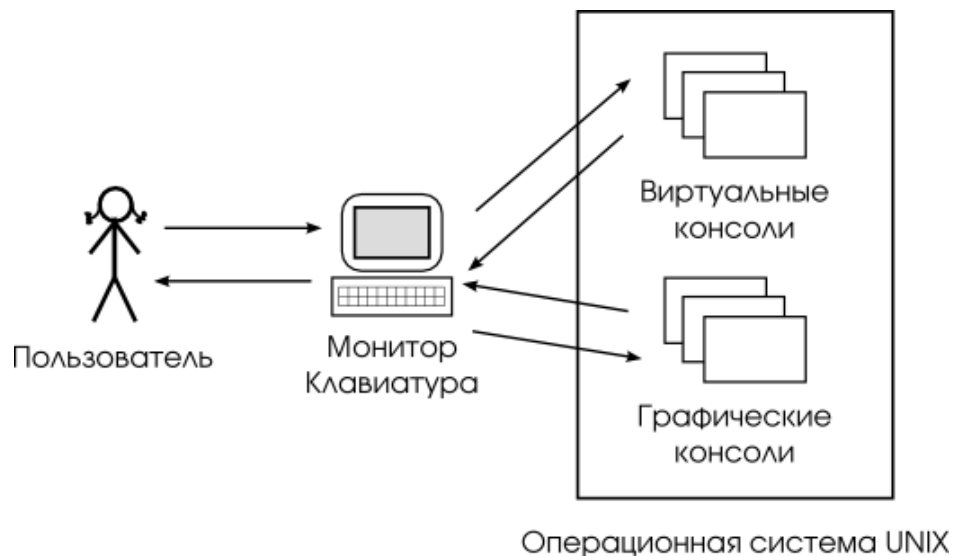 Виртуальные
консоли
Пользователь
Монитор
Клавиатура
Графические
консоли
Операционная система UNIX